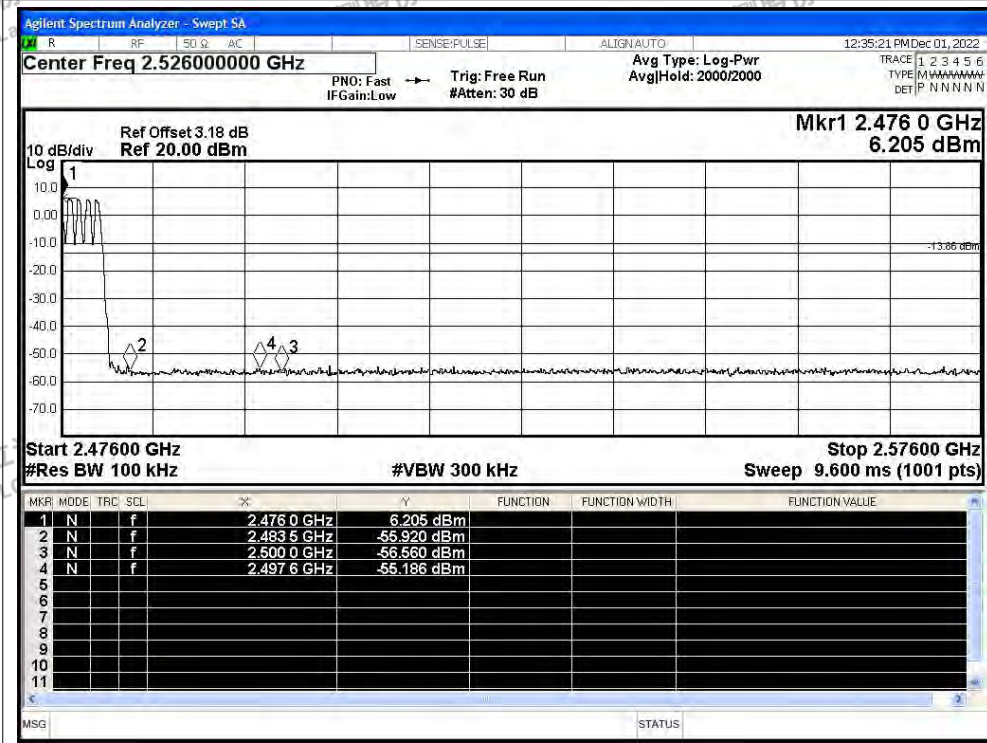 Agilent Spectrum Analyzer - Swept SA
LXI R RF 50 Ω AC SENSE:PULSE ALIGNAUTO 12:35:21 PM Dec 01, 2022
Center Freq 2.526000000 GHz
PNO: Fast
IFGain:Low
Trig: Free Run
#Atten: 30 dB
Avg Type: Log-Pwr
Avg|Hold: 2000/2000
TRACE 1 2 3 4 5 6
TYPE M
DET P N N N N N
Mkr1 2.476 0 GHz
6.205 dBm
Ref Offset 3.18 dB
10 dB/div Ref 20.00 dBm
Log
1
10.0
0.00
-10.0
-13.86 dBm
-20.0
-30.0
-40.0
-50.0
2 4 3
-60.0
-70.0
Start 2.47600 GHz Stop 2.57600 GHz
#Res BW 100 kHz #VBW 300 kHz Sweep 9.600 ms (1001 pts)
MKR MODE TRC SCL X Y FUNCTION FUNCTION WIDTH FUNCTION VALUE
1 N f 2.476 0 GHz 6.205 dBm
2 N f 2.483 5 GHz -55.920 dBm
3 N f 2.500 0 GHz -56.560 dBm
4 N f 2.497 6 GHz -55.186 dBm
5
6
7
8
9
10
11
MSG STATUS